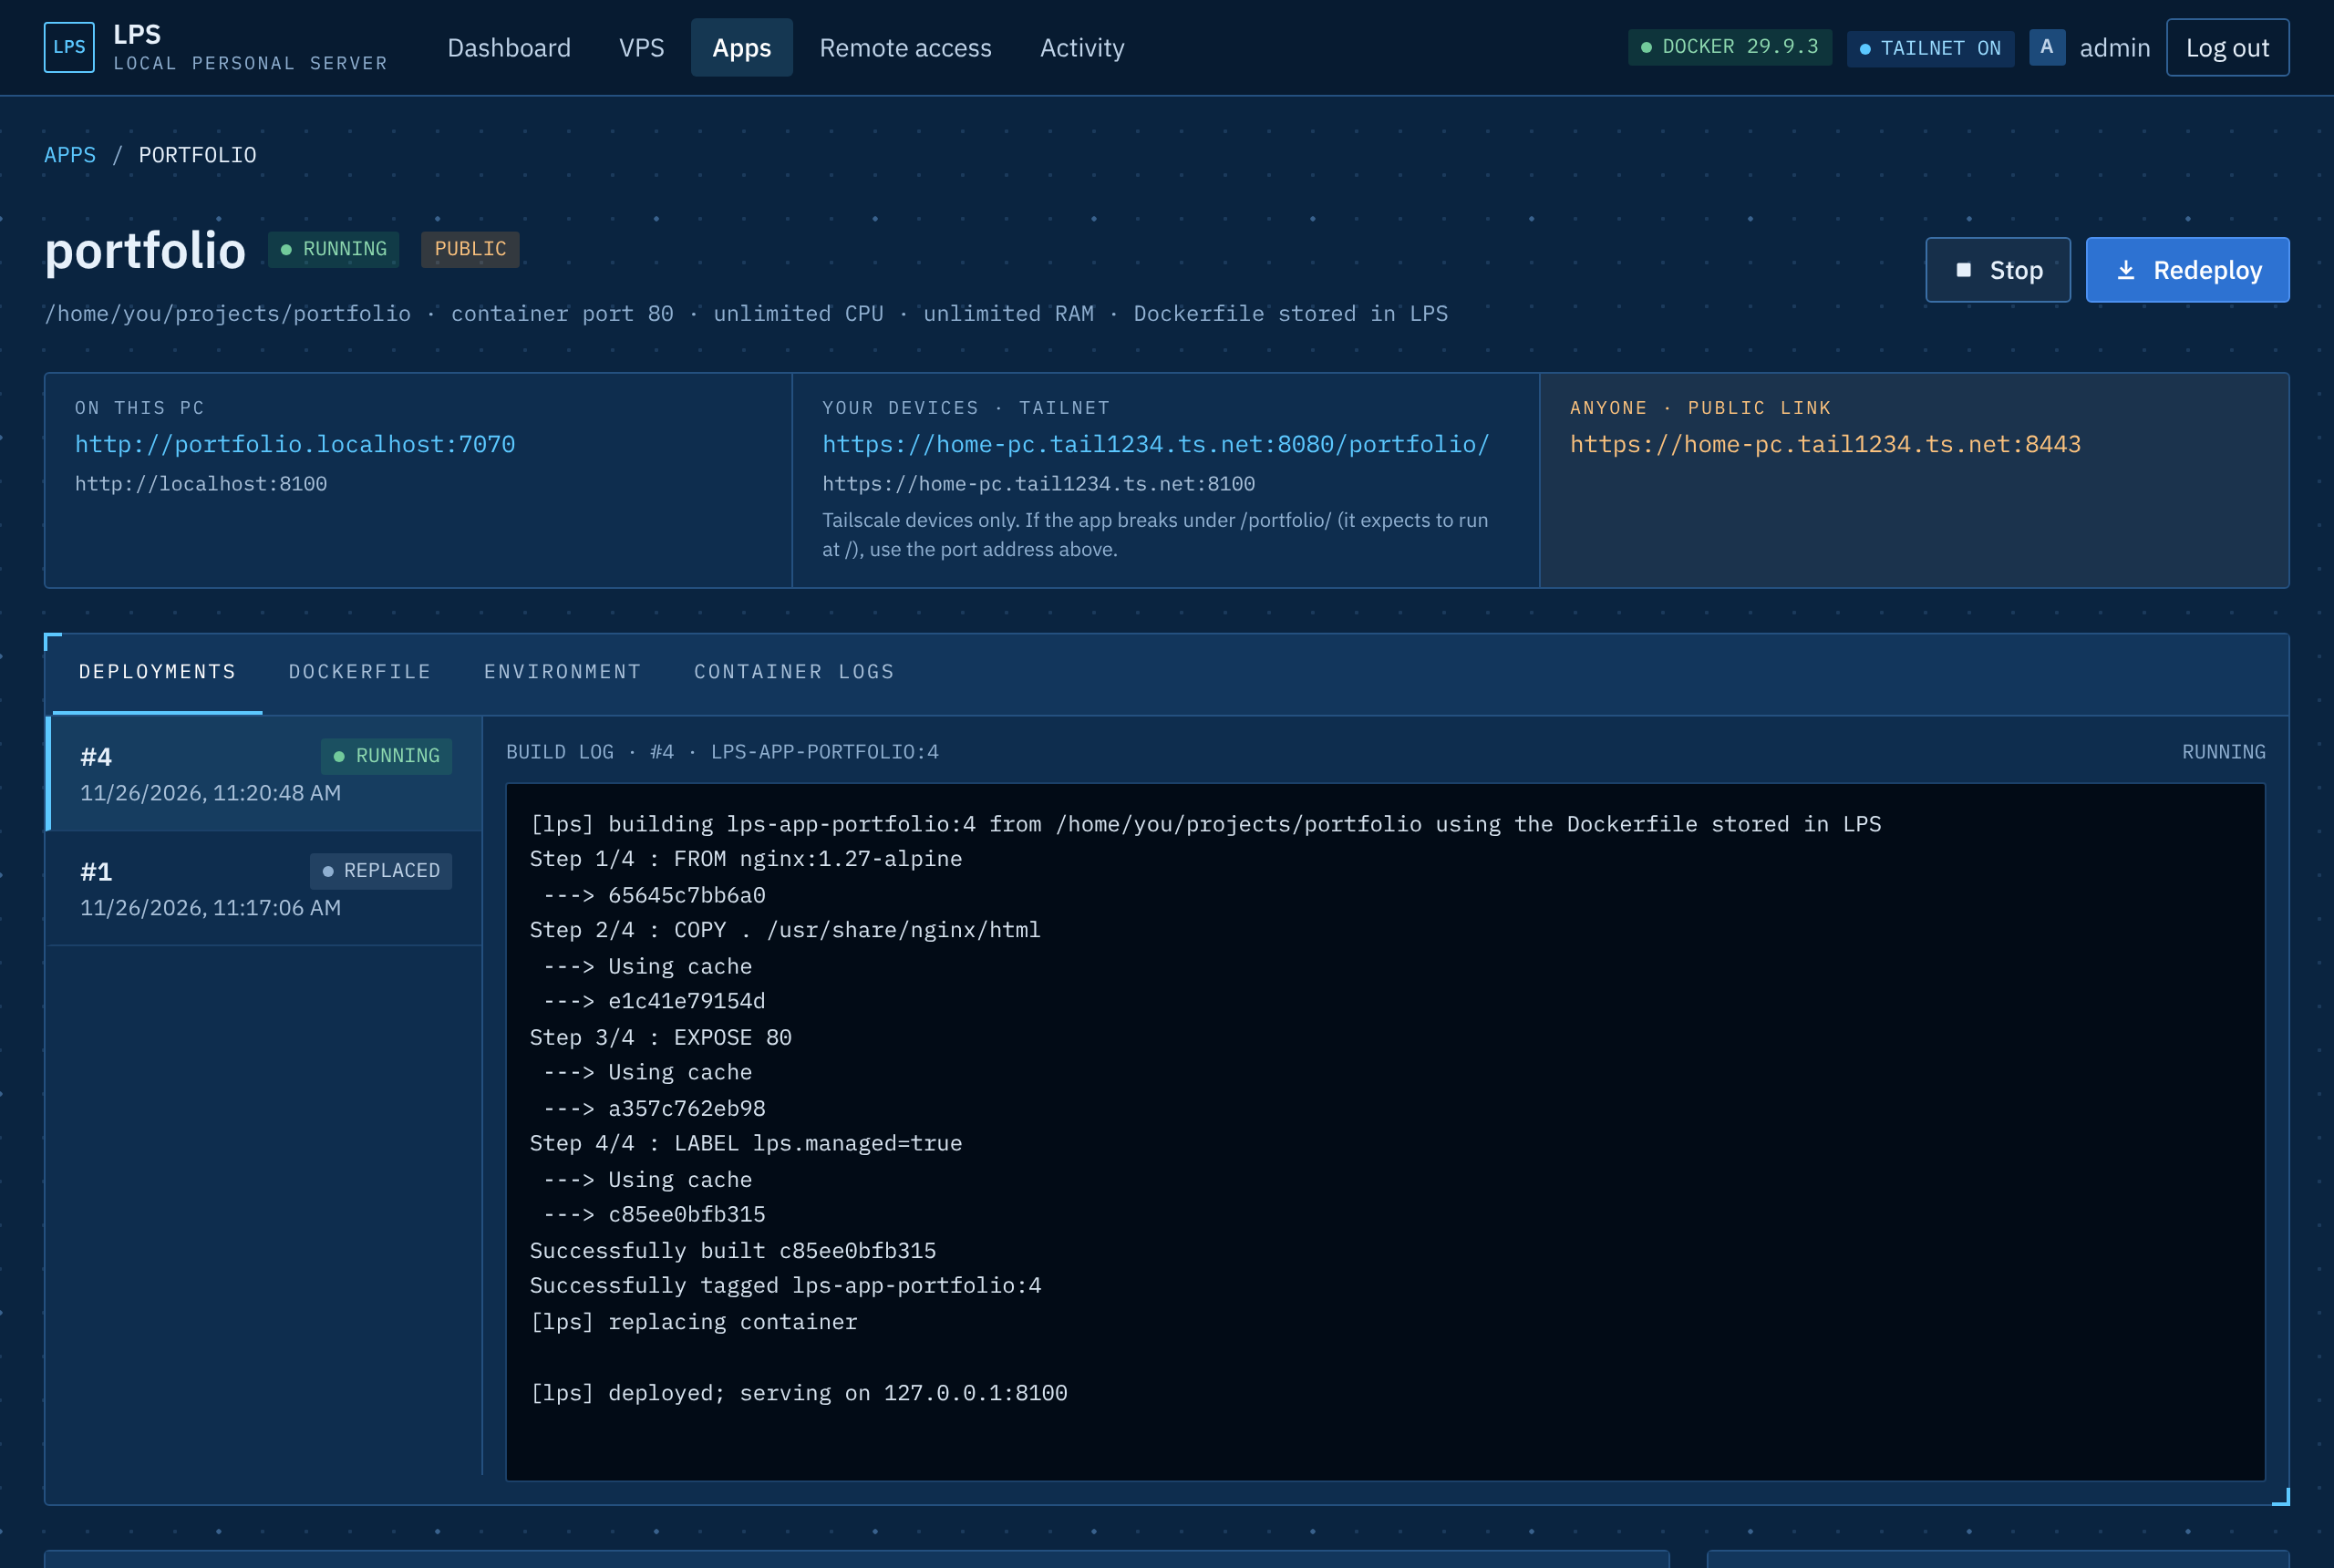 LPS
LPS
LOCAL PERSONAL SERVER
Dashboard
VPS
Apps
Remote access
Activity
DOCKER 29.9.3
TAILNET ON
A
admin
Log out
APPS / PORTFOLIO
portfolio
RUNNING
PUBLIC
Stop
Redeploy
/home/you/projects/portfolio · container port 80 · unlimited CPU · unlimited RAM · Dockerfile stored in LPS
ON THIS PC
http://portfolio.localhost:7070
http://localhost:8100
YOUR DEVICES · TAILNET
https://home-pc.tail1234.ts.net:8080/portfolio/
https://home-pc.tail1234.ts.net:8100
Tailscale devices only. If the app breaks under /portfolio/ (it expects to run
at /), use the port address above.
ANYONE · PUBLIC LINK
https://home-pc.tail1234.ts.net:8443
DEPLOYMENTS
DOCKERFILE
ENVIRONMENT
CONTAINER LOGS
#4
RUNNING
11/26/2026, 11:20:48 AM
#1
REPLACED
11/26/2026, 11:17:06 AM
BUILD LOG · #4 · LPS-APP-PORTFOLIO:4
RUNNING
[lps] building lps-app-portfolio:4 from /home/you/projects/portfolio using the Dockerfile stored in LPS
Step 1/4 : FROM nginx:1.27-alpine
 ---> 65645c7bb6a0
Step 2/4 : COPY . /usr/share/nginx/html
 ---> Using cache
 ---> e1c41e79154d
Step 3/4 : EXPOSE 80
 ---> Using cache
 ---> a357c762eb98
Step 4/4 : LABEL lps.managed=true
 ---> Using cache
 ---> c85ee0bfb315
Successfully built c85ee0bfb315
Successfully tagged lps-app-portfolio:4
[lps] replacing container
[lps] deployed; serving on 127.0.0.1:8100